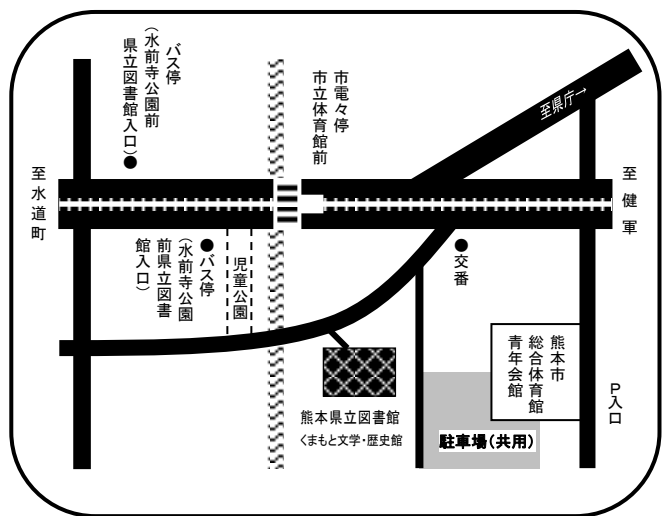 バス停
(水前寺公園前
県立図書館入口)●
市電々停
市立体育館前
至県庁→
至水道町
至健軍
●バス停
(水前寺公園
前県立図書
館入口)
児童公園
●交番
熊本市
総合体育館
青年会館
P入口
熊本県立図書館
くまもと文学・歴史館
駐車場(共用)